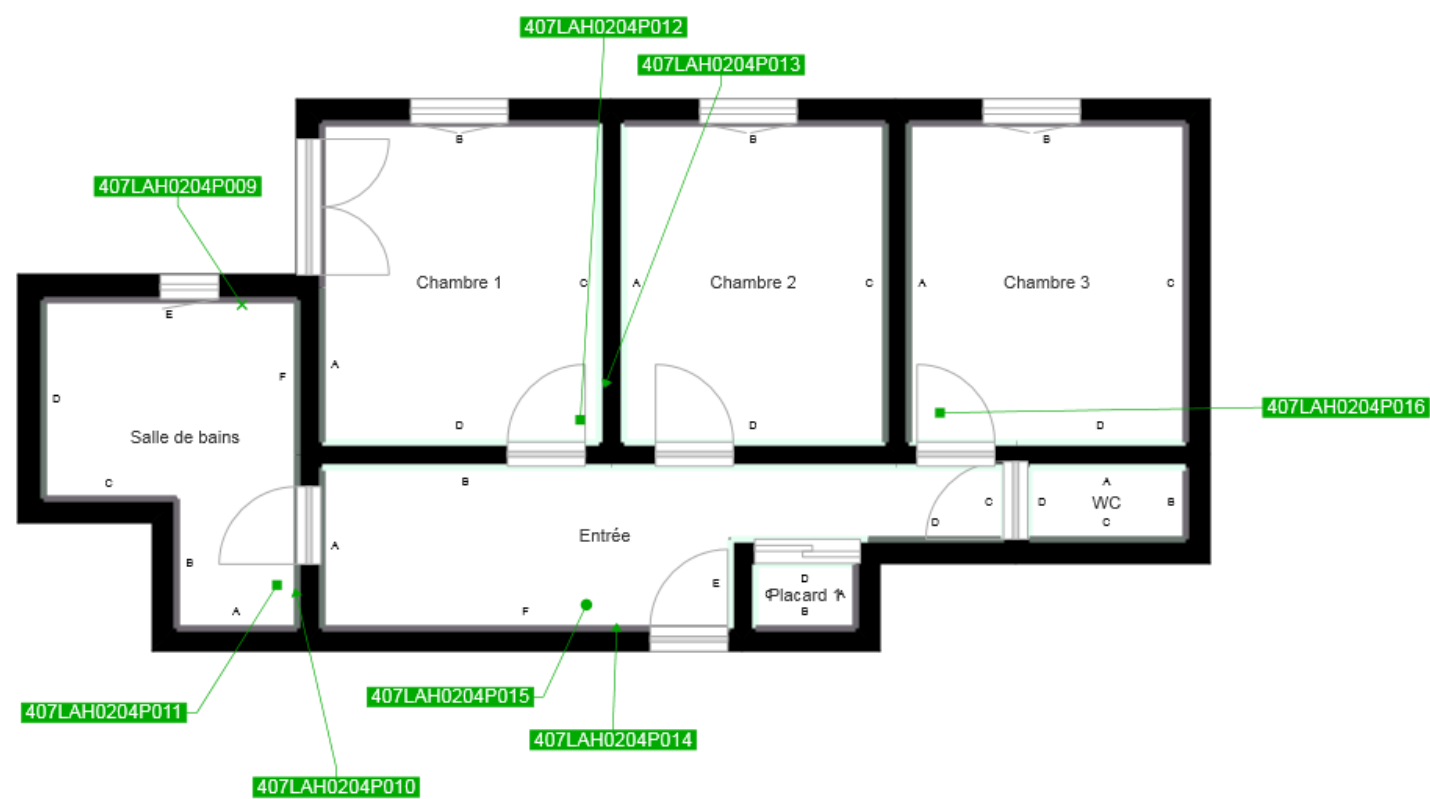 407LAH0204P012
407LAH0204P013
407LAH0204P009
407LAH0204P016
407LAH0204P011
407LAH0204P015
407LAH0204P014
407LAH0204P010
Chambre 1
B
C
A
D
Chambre 2
B
A
C
D
Chambre 3
B
A
C
D
Salle de bains
E
F
D
C
B
A
Entrée
B
A
C
D
E
F
WC
A
D
B
C
Placard 1
D
C
A
B